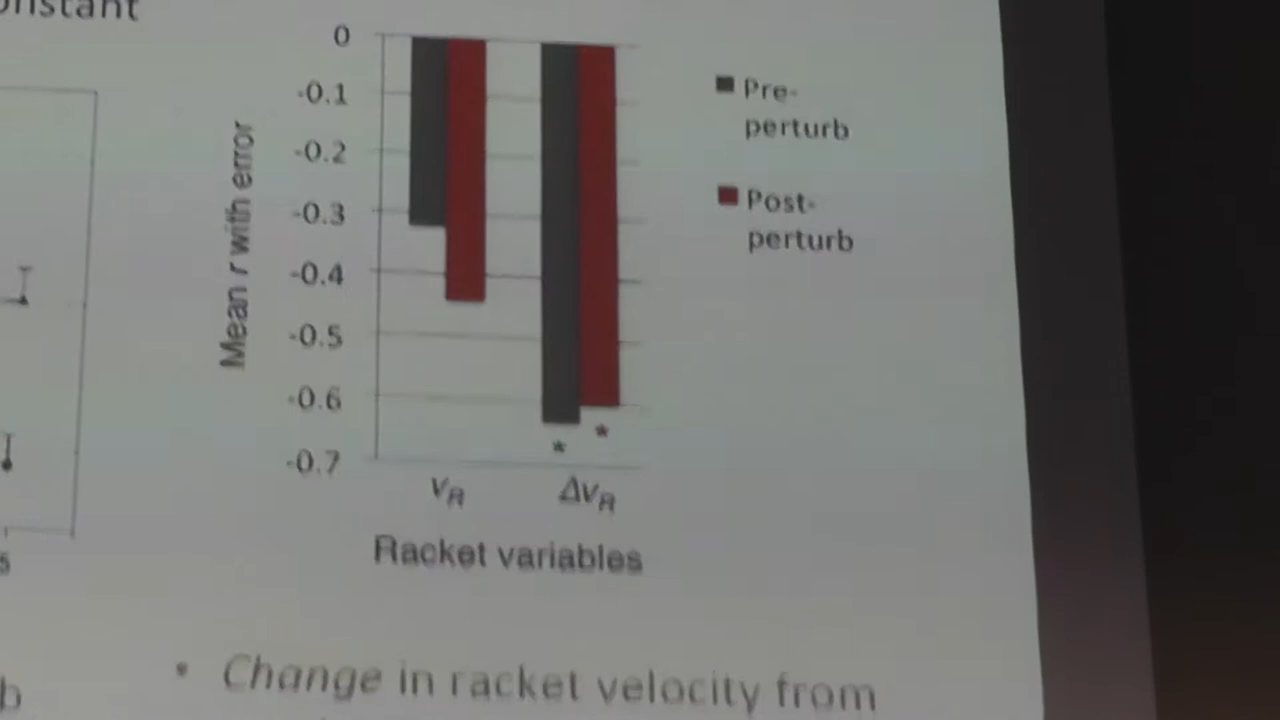 0
-0.1
-0.2
-0.3
-0.4
-0.5
-0.6
-0.7
Mean r with error
* *
vR ΔvR
Racket variables
Pre-
perturb
Post-
perturb
5
• Change in racket velocity from